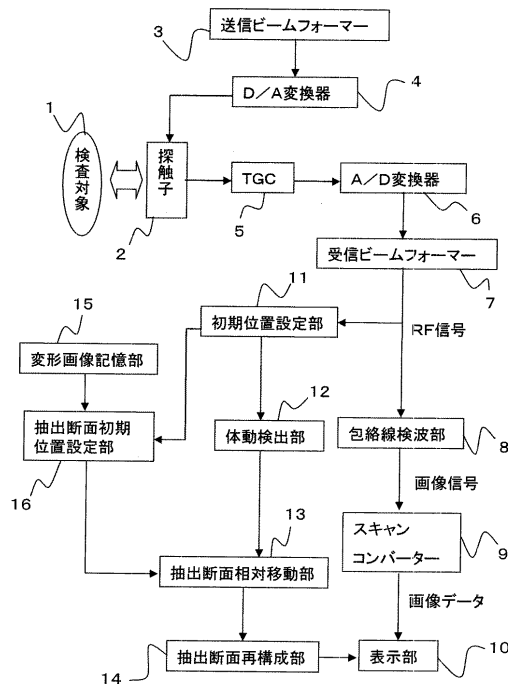 送信ビームフォーマー
3
D/A変換器
4
1
検査対象
探触子
2
TGC
5
A/D変換器
6
受信ビームフォーマー
7
11
初期位置設定部
RF信号
15
変形画像記憶部
12
抽出断面初期
位置設定部
16
体動検出部
包絡線検波部
8
画像信号
13
スキャン
コンバーター
9
抽出断面相対移動部
画像データ
抽出断面再構成部
14
表示部
10